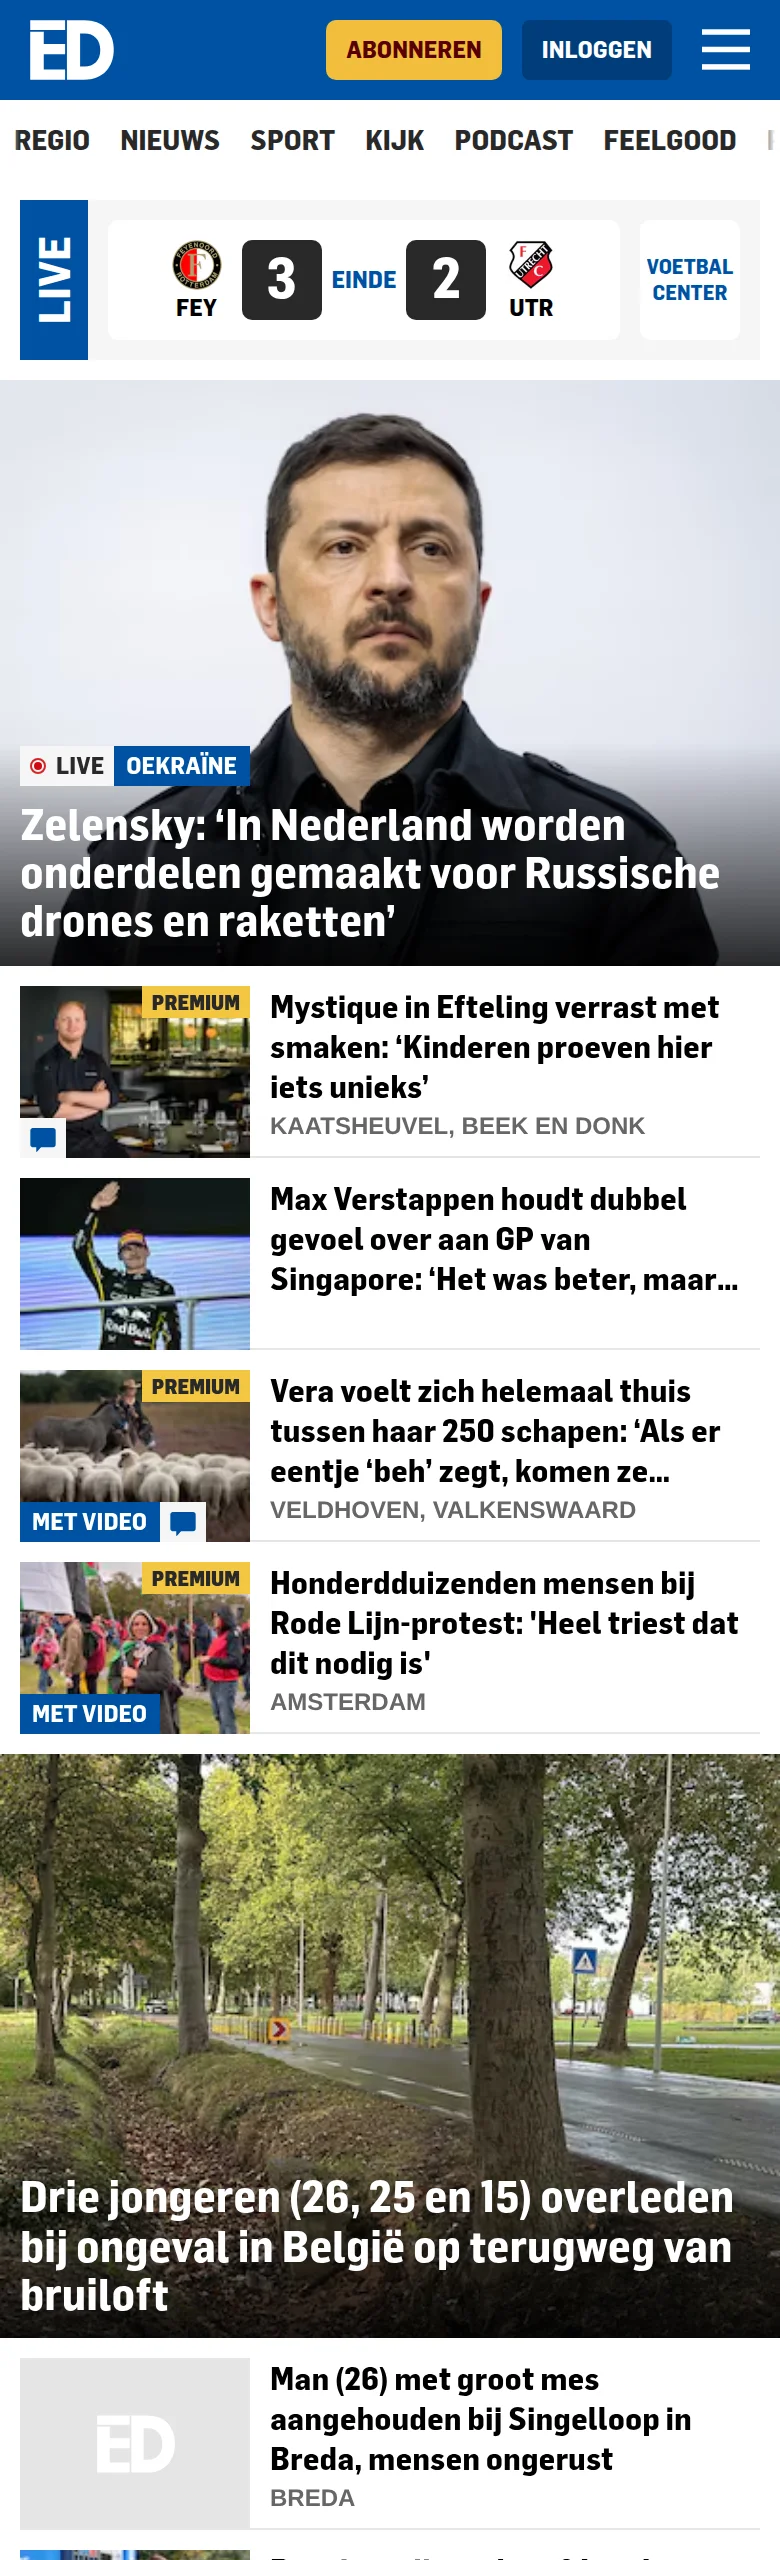 ED
ABONNEREN
INLOGGEN
REGIO NIEUWS SPORT KIJK PODCAST FEELGOOD
LIVE
FEY
3
EINDE
2
UTR
VOETBAL
CENTER
LIVE OEKRAÏNE
Zelensky: ‘In Nederland worden
onderdelen gemaakt voor Russische
drones en raketten’
PREMIUM
Mystique in Efteling verrast met
smaken: ‘Kinderen proeven hier
iets unieks’
KAATSHEUVEL, BEEK EN DONK
Max Verstappen houdt dubbel
gevoel over aan GP van
Singapore: ‘Het was beter, maar...
PREMIUM
MET VIDEO
Vera voelt zich helemaal thuis
tussen haar 250 schapen: ‘Als er
eentje ‘beh’ zegt, komen ze...
VELDHOVEN, VALKENSWAARD
PREMIUM
MET VIDEO
Honderdduizenden mensen bij
Rode Lijn-protest: 'Heel triest dat
dit nodig is'
AMSTERDAM
Drie jongeren (26, 25 en 15) overleden
bij ongeval in België op terugweg van
bruiloft
ED
Man (26) met groot mes
aangehouden bij Singelloop in
Breda, mensen ongerust
BREDA